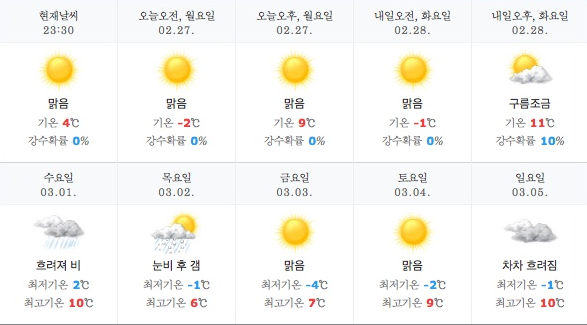 현재날씨
23:30
맑음
기온 4℃
강수확률 0%
오늘오전, 월요일
02.27.
맑음
기온 -2℃
강수확률 0%
오늘오후, 월요일
02.27.
맑음
기온 9℃
강수확률 0%
내일오전, 화요일
02.28.
맑음
기온 -1℃
강수확률 0%
내일오후, 화요일
02.28.
구름조금
기온 11℃
강수확률 10%
수요일
03.01.
흐려져 비
최저기온 2℃
최고기온 10℃
목요일
03.02.
눈비 후 갬
최저기온 -1℃
최고기온 6℃
금요일
03.03.
맑음
최저기온 -4℃
최고기온 7℃
토요일
03.04.
맑음
최저기온 -2℃
최고기온 9℃
일요일
03.05.
차차 흐려짐
최저기온 -1℃
최고기온 10℃